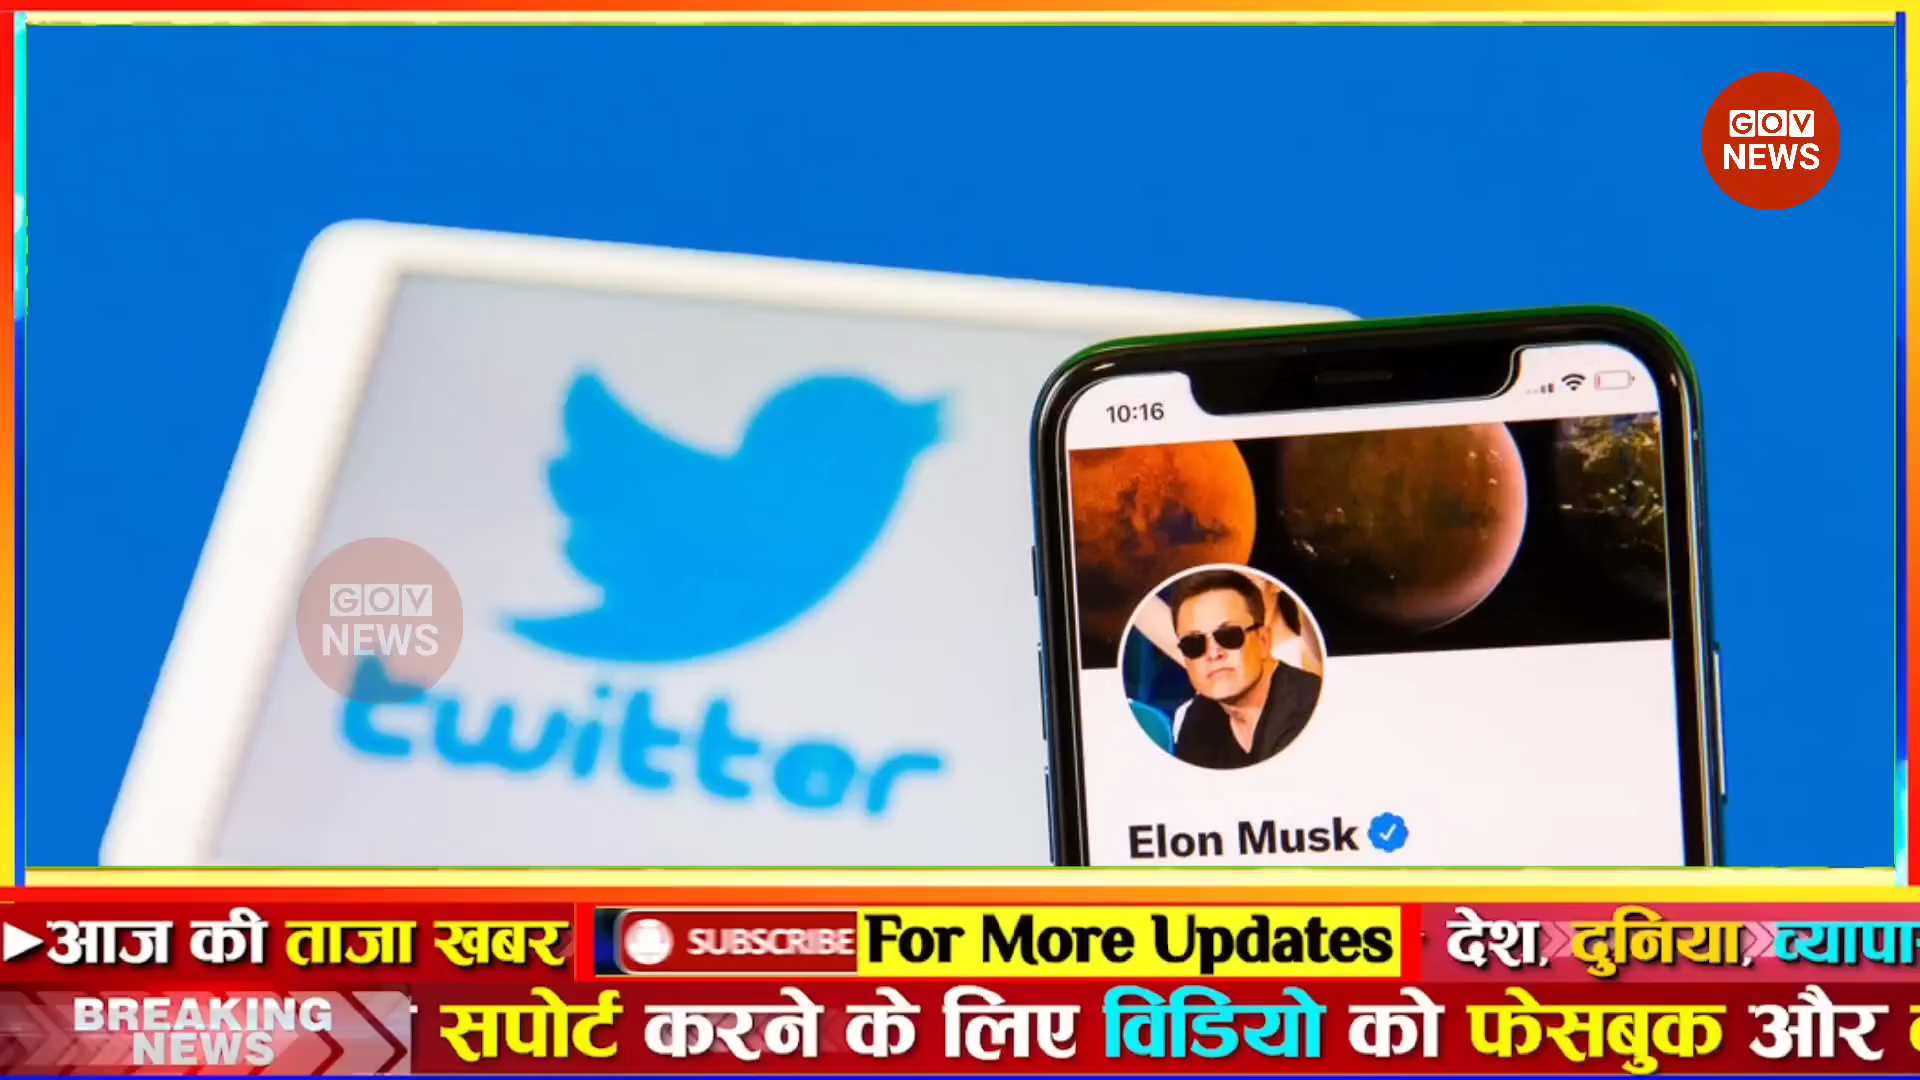 GOV
NEWS
10:16
GOV
NEWS
twitter
Elon Musk
आज की ताजा खबर
SUBSCRIBE
For More Updates
देश, दुनिया,
BREAKING
NEWS
सपोर्ट करने के लिए विडियो को फेसबुक और